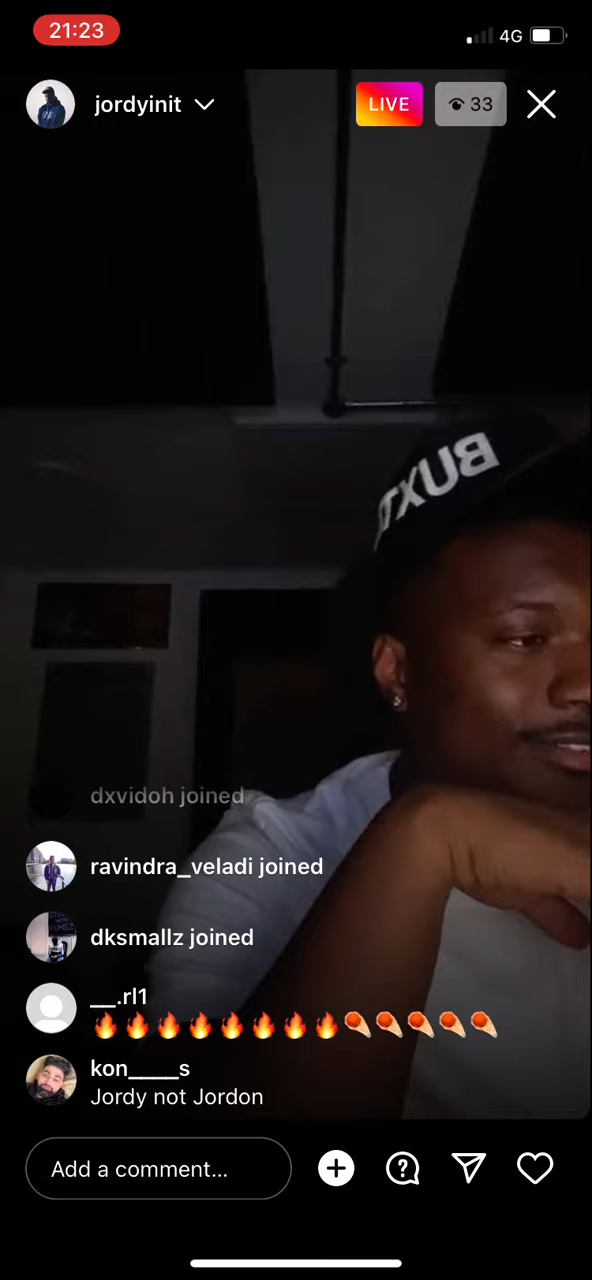 21:23
4G
jordyinit
LIVE
33
BUXT
dxvidoh joined
ravindra_veladi joined
dksmallz joined
__.rl1
🔥🔥🔥🔥🔥🔥🔥🔥☄️☄️☄️☄️☄️
kon____s
Jordy not Jordon
Add a comment...